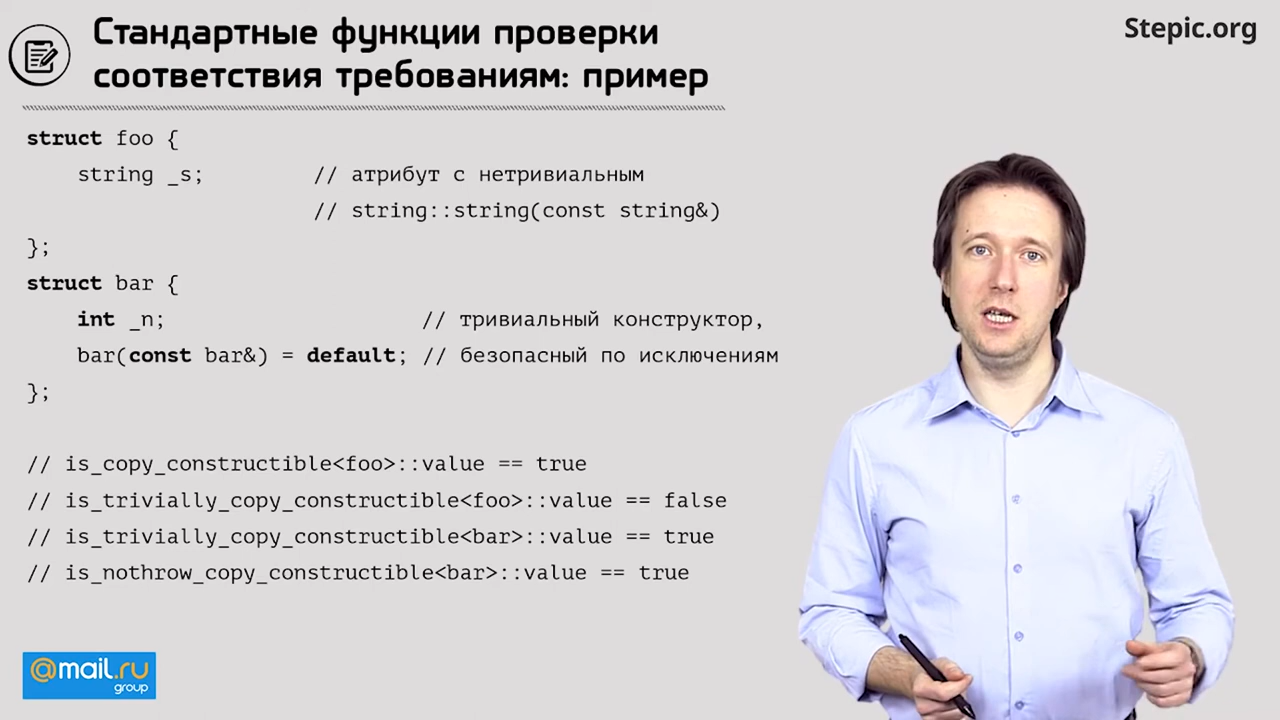 Стандартные функции проверки
соответствия требованиям: пример
Stepic.org
struct foo {
string _s; // атрибут с нетривиальным
// string::string(const string&)
};
struct bar {
int _n; // тривиальный конструктор,
bar(const bar&) = default; // безопасный по исключениям
};
// is_copy_constructible<foo>::value == true
// is_trivially_copy_constructible<foo>::value == false
// is_trivially_copy_constructible<bar>::value == true
// is_nothrow_copy_constructible<bar>::value == true
@mail.ru
group